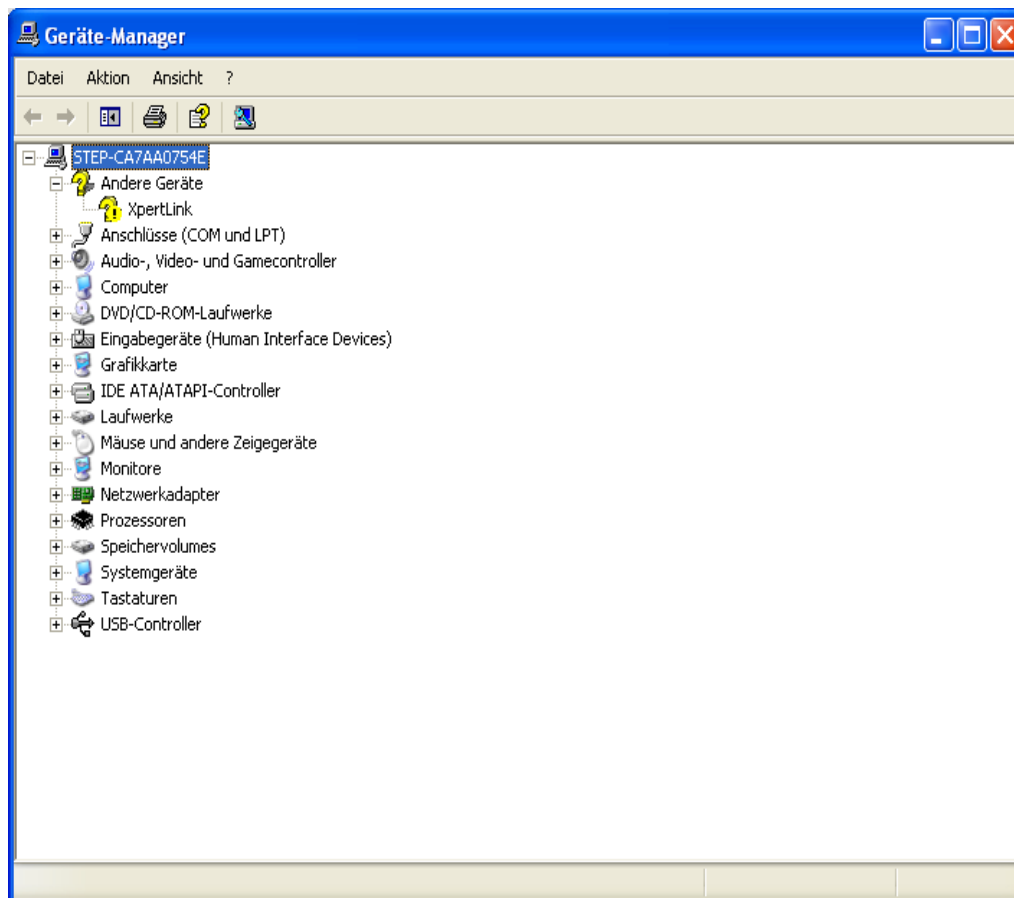 Geräte-Manager
Datei Aktion Ansicht ?
STEP-CA7AA0754E
Andere Geräte
XpertLink
Anschlüsse (COM und LPT)
Audio-, Video- und Gamecontroller
Computer
DVD/CD-ROM-Laufwerke
Eingabegeräte (Human Interface Devices)
Grafikkarte
IDE ATA/ATAPI-Controller
Laufwerke
Mäuse und andere Zeigegeräte
Monitore
Netzwerkadapter
Prozessoren
Speichervolumes
Systemgeräte
Tastaturen
USB-Controller